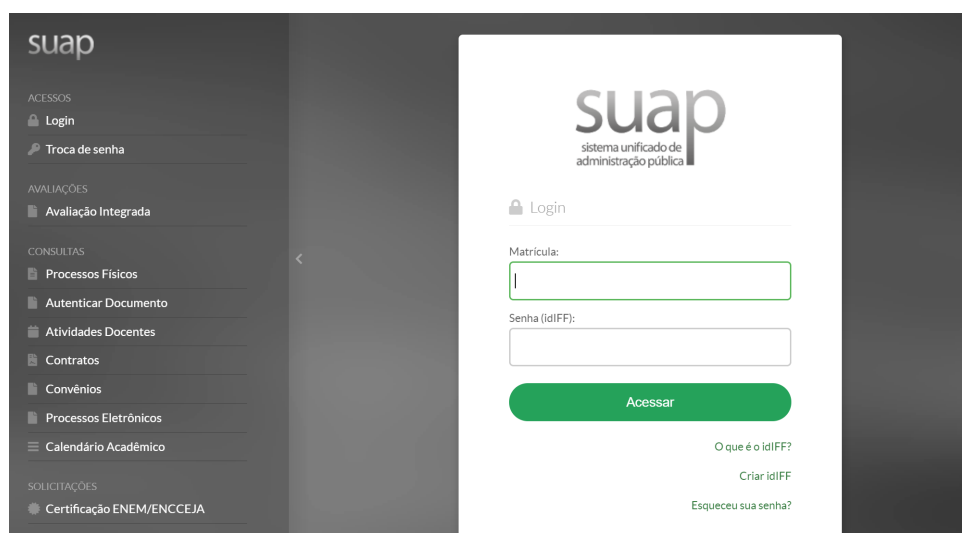 suap
ACESSOS
Login
Troca de senha
AVALIAÇÕES
Avaliação Integrada
CONSULTAS
Processos Físicos
Autenticar Documento
Atividades Docentes
Contratos
Convênios
Processos Eletrônicos
Calendário Acadêmico
SOLICITAÇÕES
Certificação ENEM/ENCCEJA
suap
sistema unificado de
administração pública
Login
Matrícula:
Senha (idIFF):
Acessar
O que é o idIFF?
Criar idIFF
Esqueceu sua senha?